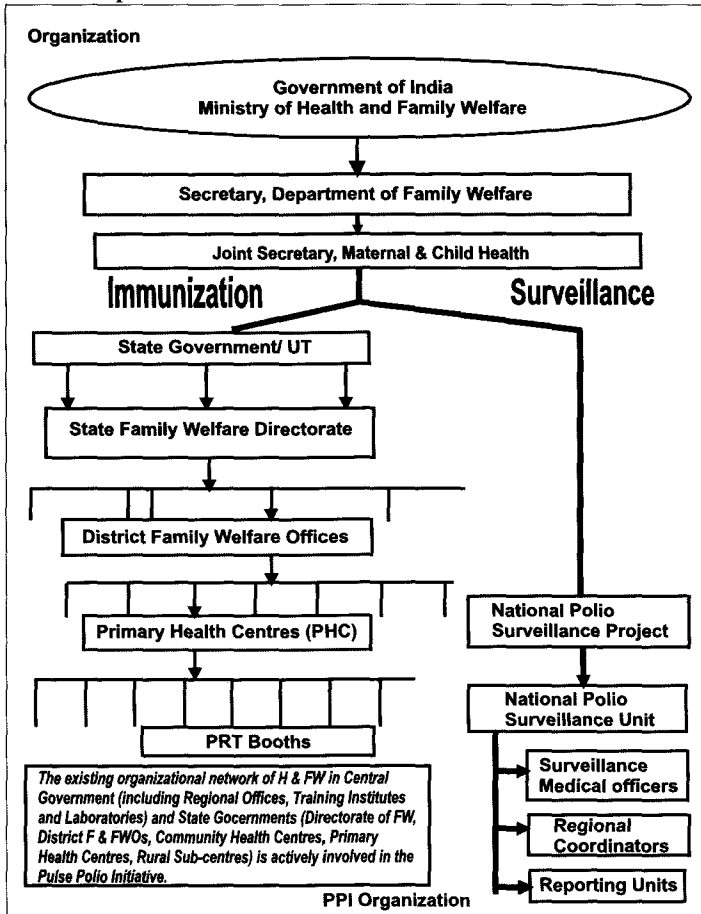 Organization
Government of India
Ministry of Health and Family Welfare
Secretary, Department of Family Welfare
Joint Secretary, Maternal & Child Health
Immunization
Surveillance
State Government/ UT
State Family Welfare Directorate
District Family Welfare Offices
Primary Health Centres (PHC)
PRT Booths
National Polio
Surveillance Project
National Polio
Surveillance Unit
Surveillance
Medical officers
Regional
Coordinators
Reporting Units
The existing organizational network of H & FW in Central
Government (including Regional Offices, Training Institutes
and Laboratories) and State Gocernments (Directorate of FW,
District F & FWOs, Community Health Centres, Primary
Health Centres, Rural Sub-centres) is actively involved in the
Pulse Polio Initiative.
PPI Organization